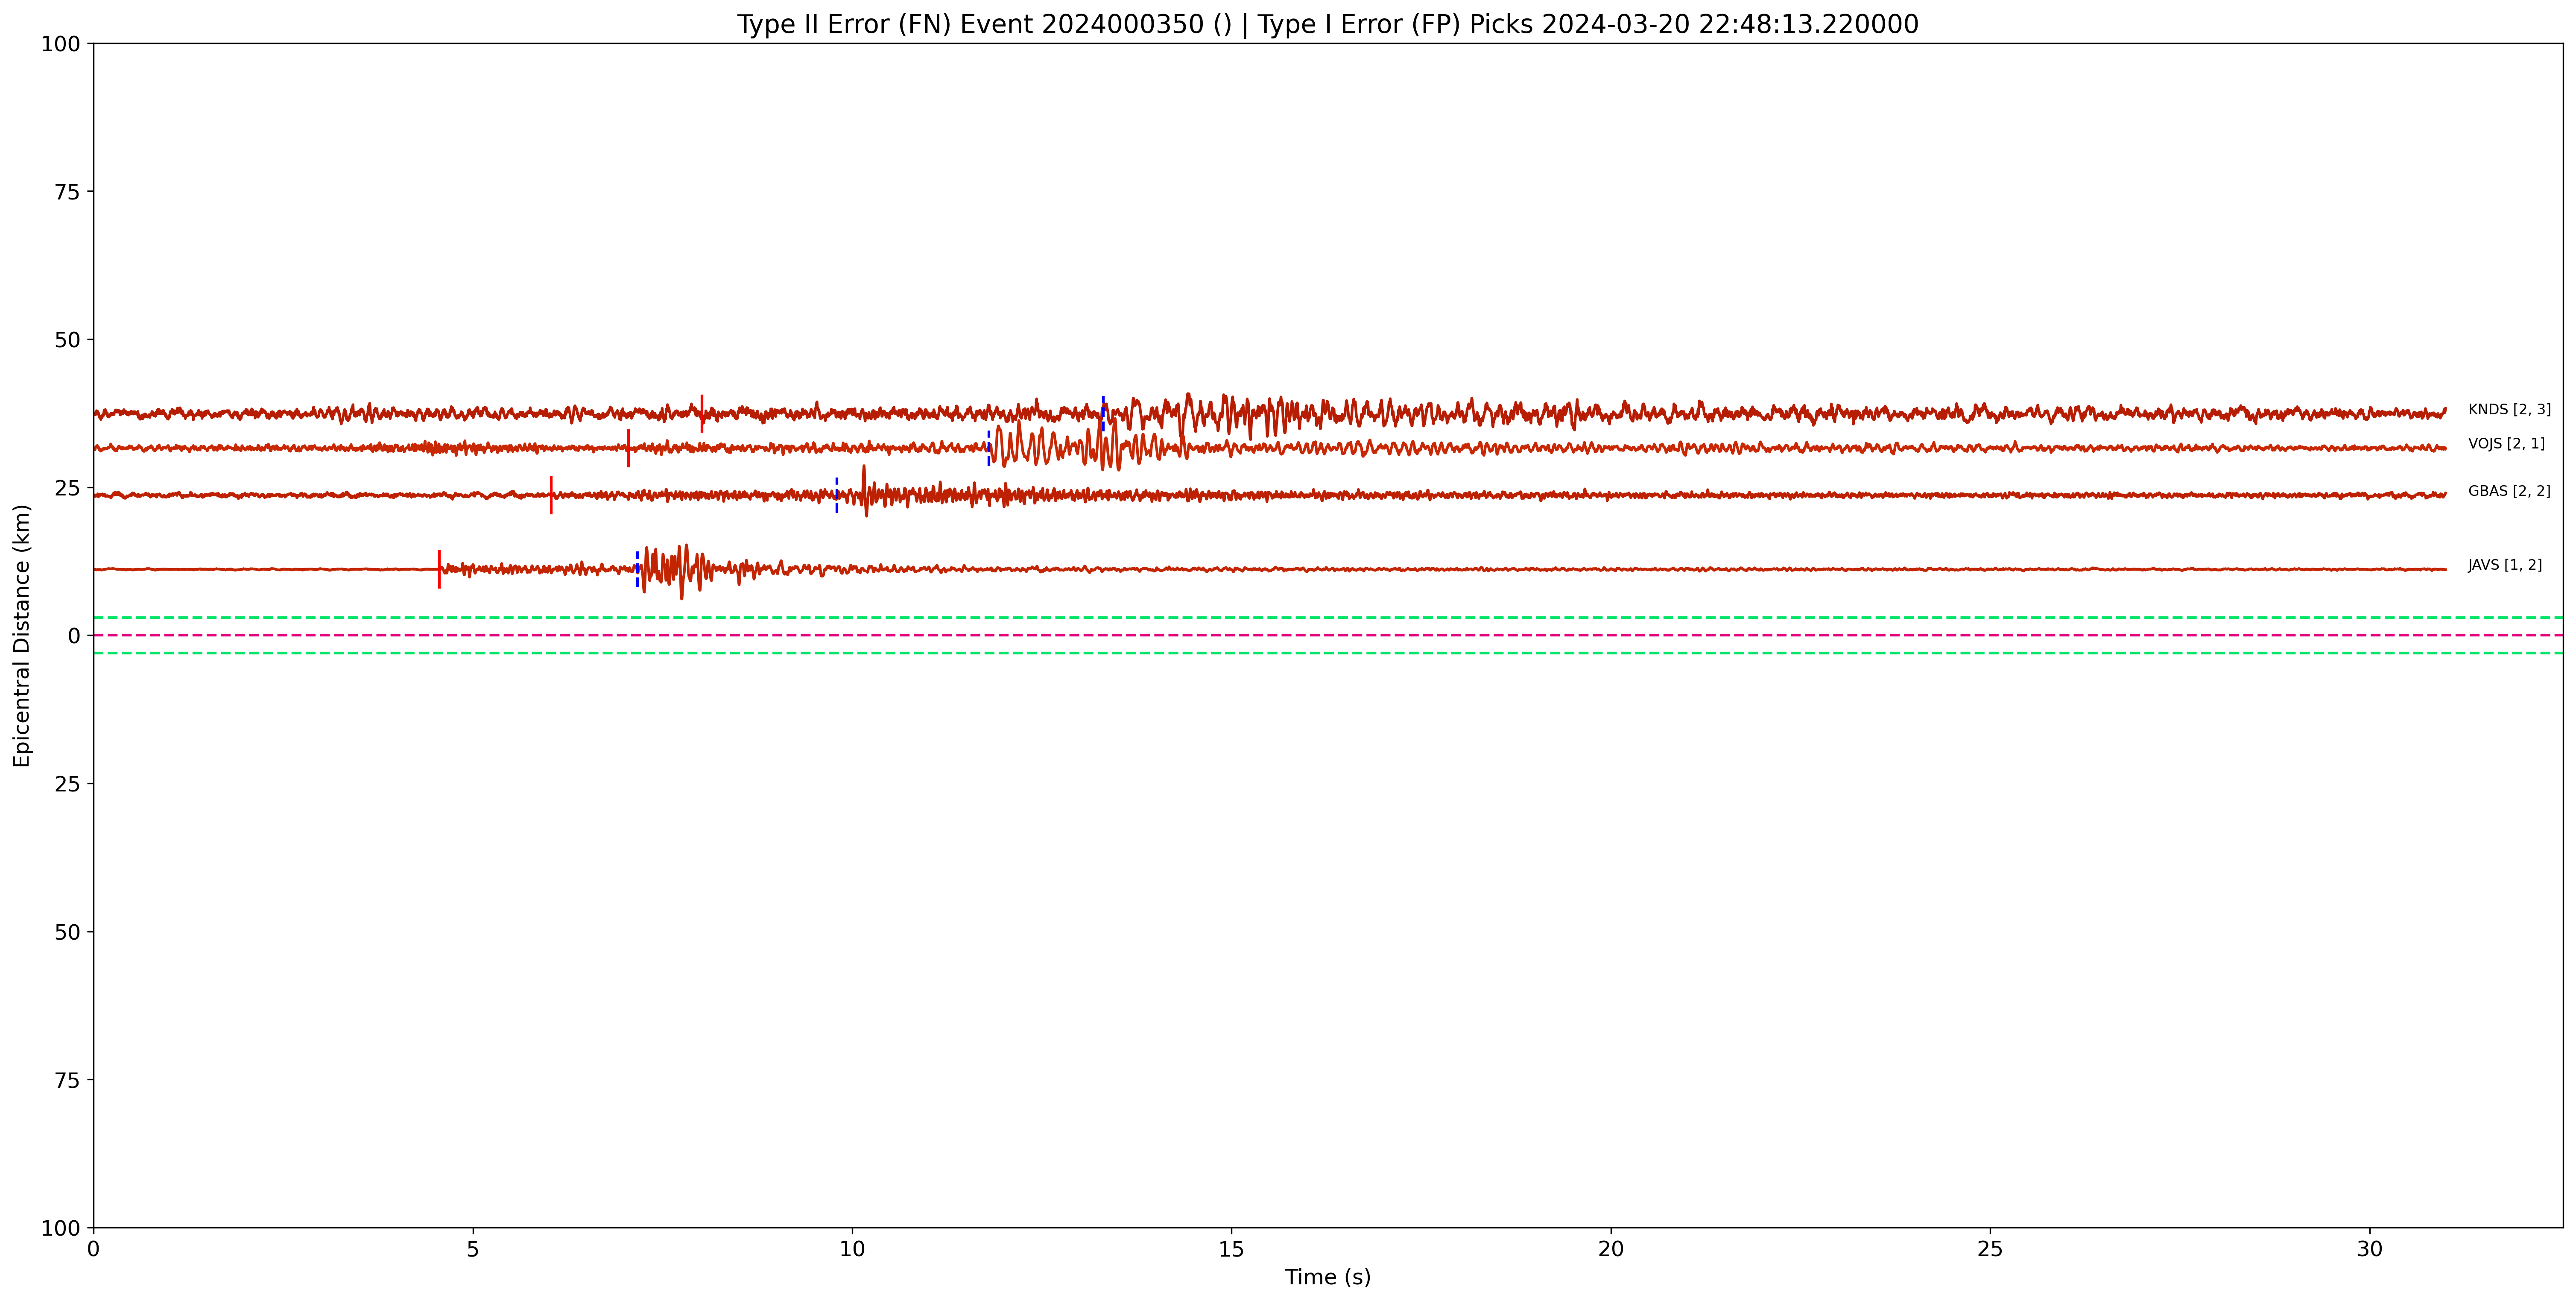 Type II Error (FN) Event 2024000350 () | Type I Error (FP) Picks 2024-03-20 22:48:13.220000
100
75
50
KNDS [2, 3]
VOJS [2, 1]
25
GBAS [2, 2]
JAVS [1, 2]
0
25
50
75
100
Epicentral Distance (km)
0 5 10 15 20 25 30
Time (s)